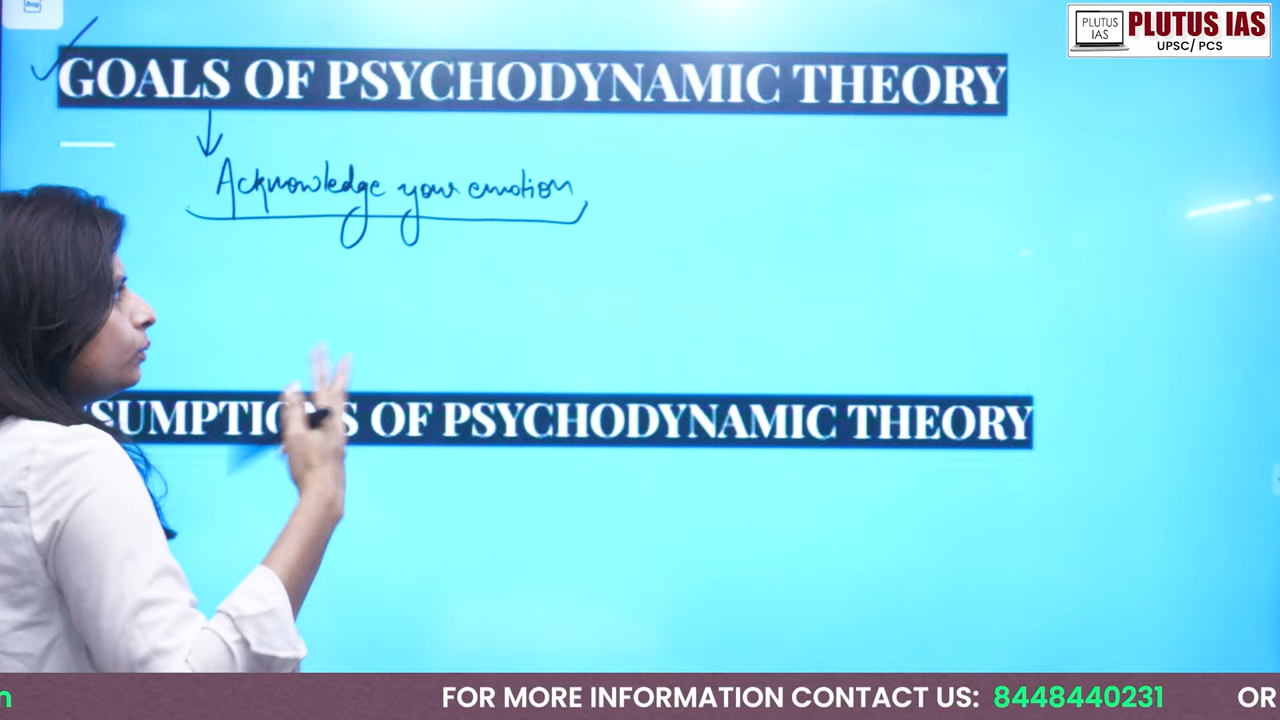 PLUTUS IAS
PLUTUS
IAS
UPSC/ PCS
GOALS OF PSYCHODYNAMIC THEORY
Acknowledge your emotion
SUMPTIONS OF PSYCHODYNAMIC THEORY
n FOR MORE INFORMATION CONTACT US: 8448440231 OR